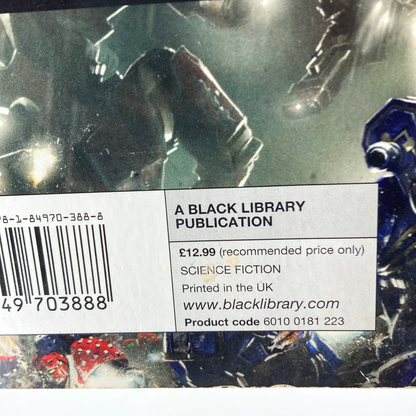 8-1-84970-388-8
49 703888
A BLACK LIBRARY
PUBLICATION
£12.99 (recommended price only)
SCIENCE FICTION
Printed in the UK
www.blacklibrary.com
Product code 6010 0181 223